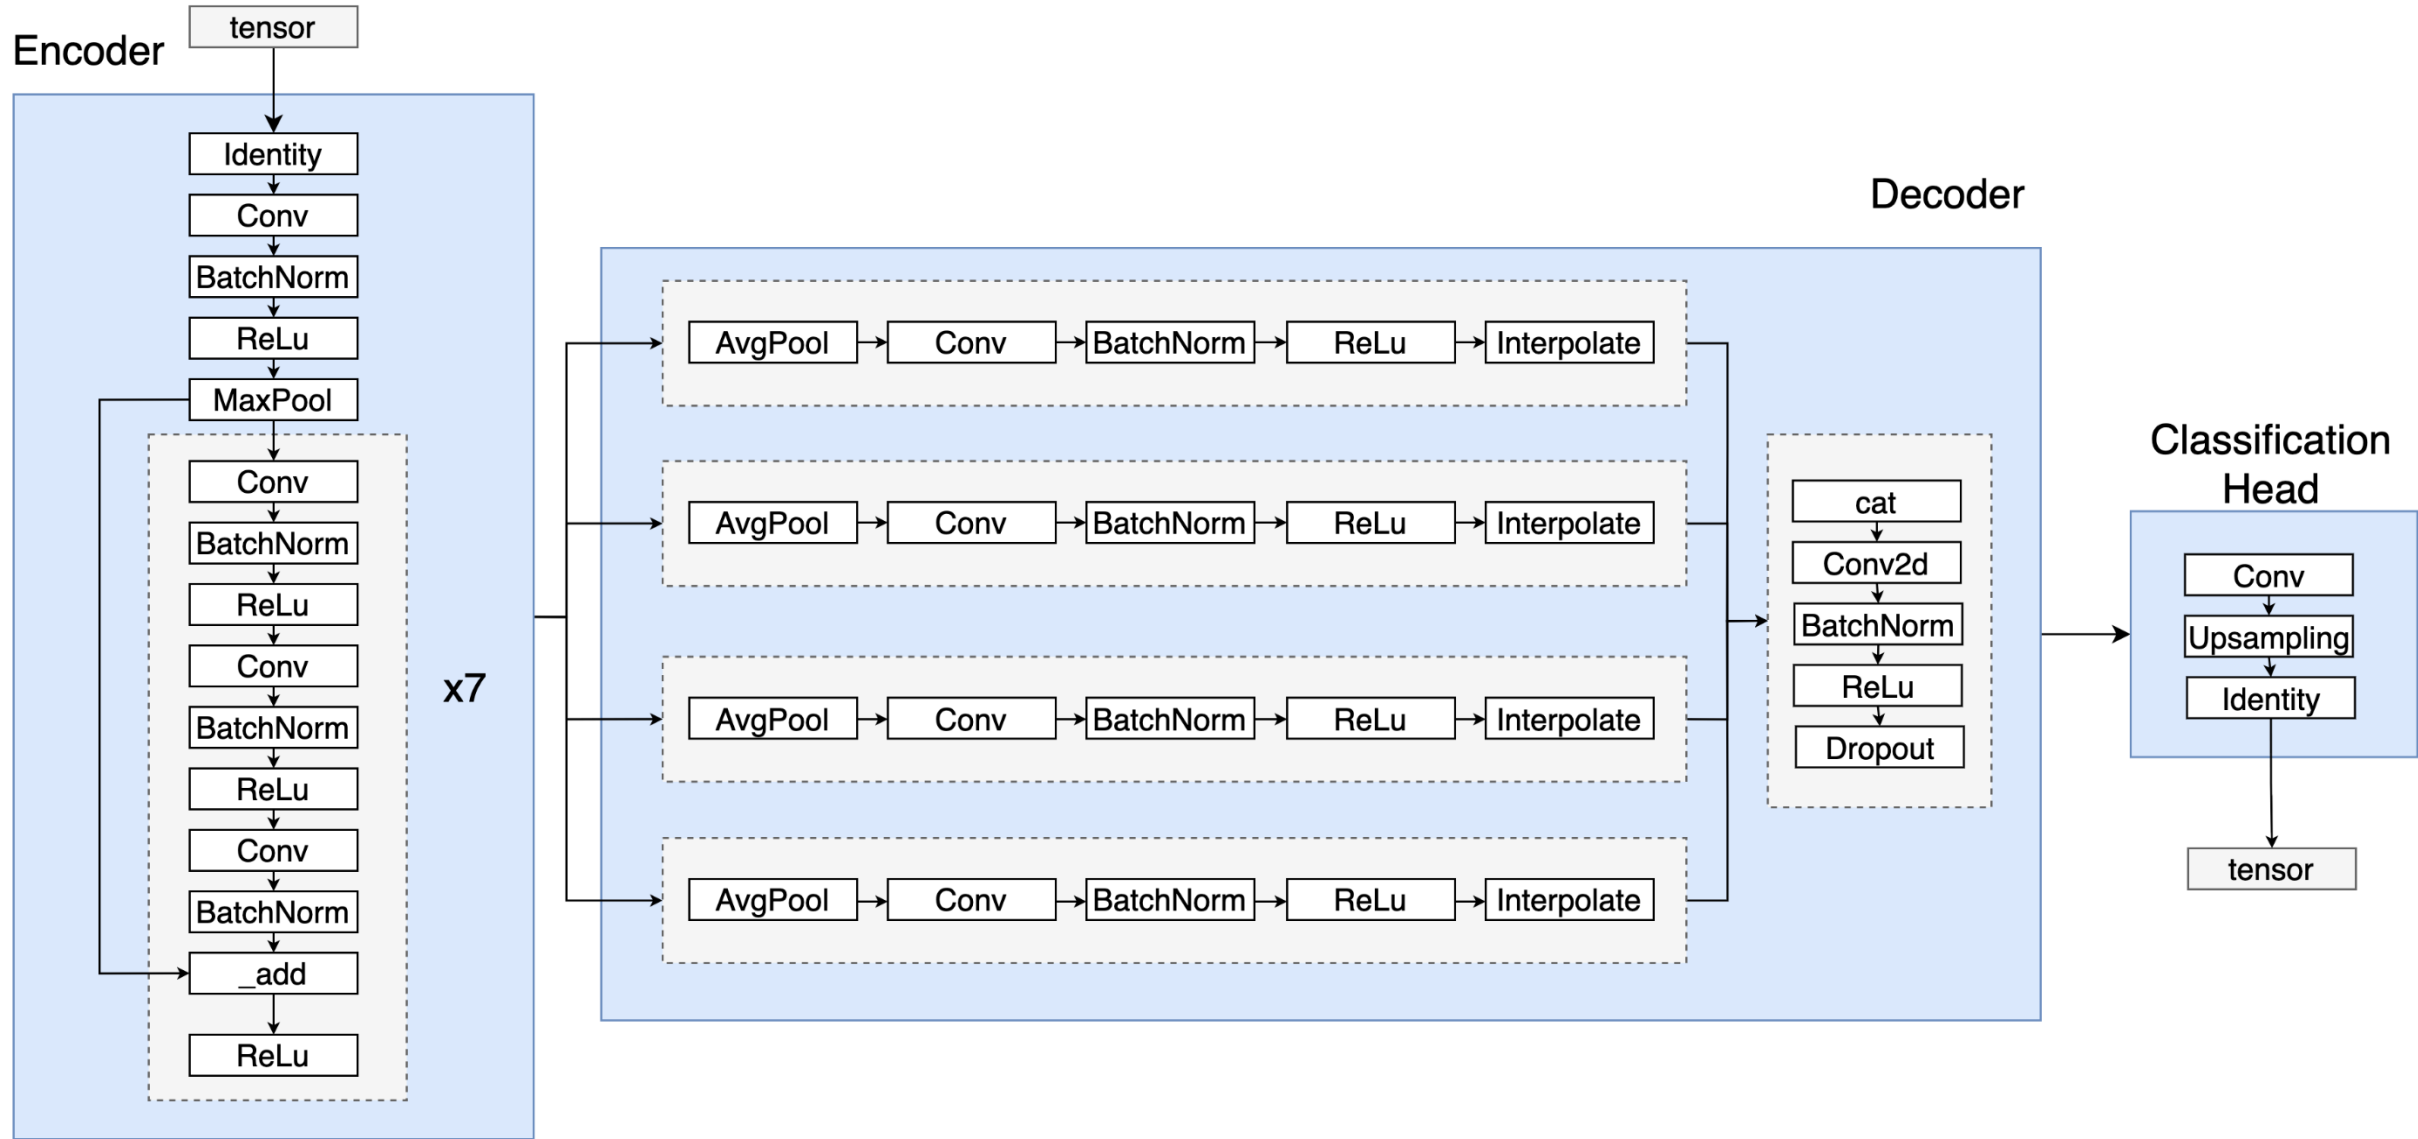 tensor
Encoder
Identity
Conv
BatchNorm
ReLu
MaxPool
Conv
BatchNorm
ReLu
Conv
BatchNorm
ReLu
Conv
BatchNorm
_add
ReLu
x7
Decoder
AvgPool Conv BatchNorm ReLu Interpolate
AvgPool Conv BatchNorm ReLu Interpolate
AvgPool Conv BatchNorm ReLu Interpolate
AvgPool Conv BatchNorm ReLu Interpolate
cat
Conv2d
BatchNorm
ReLu
Dropout
Classification
Head
Conv
Upsampling
Identity
tensor